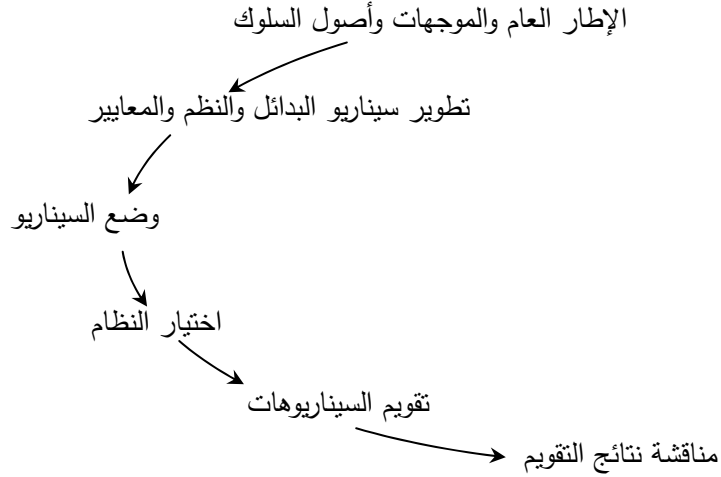 الإطار العام والموجهات وأصول السلوك
تطوير سيناريو البدائل والنظم والمعايير
وضع السيناريو
اختيار النظام
تقويم السيناريوهات
مناقشة نتائج التقويم